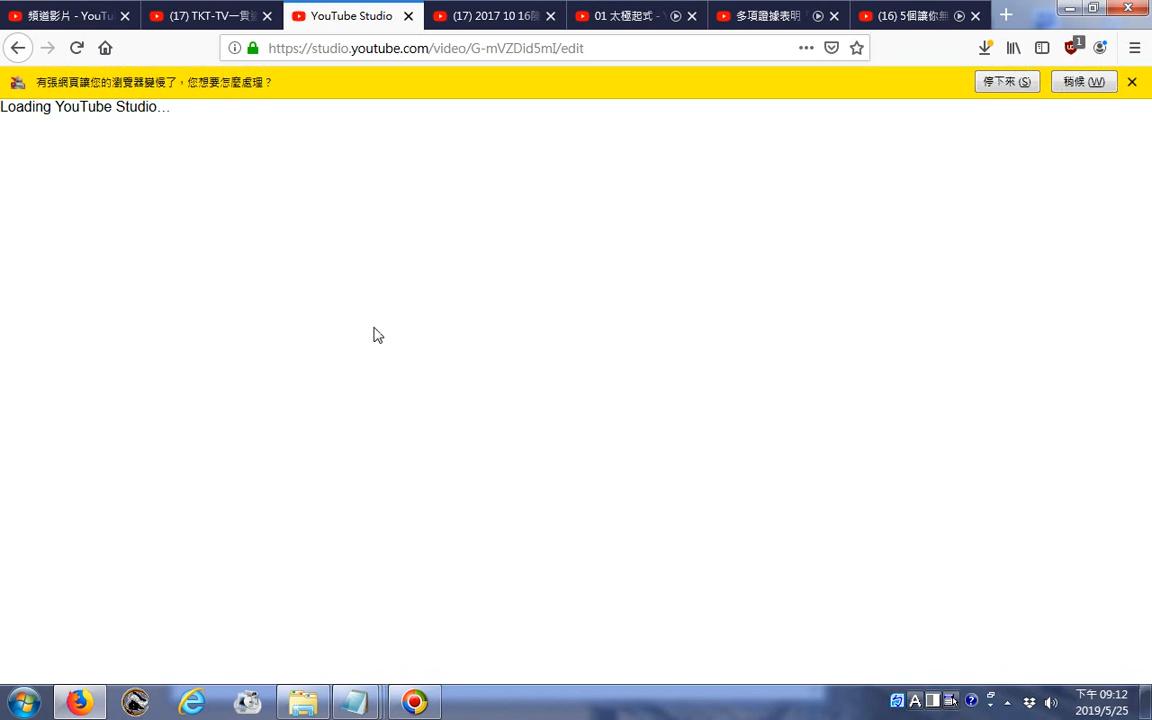 頻道影片 - YouTu
(17) TKT-TV一貫
YouTube Studio
(17) 2017 10 16
01 太極起式 - Y
多項證據表明
(16) 5個讓你無
https://studio.youtube.com/video/G-mVZDid5mI/edit
1
有張網頁讓您的瀏覽器變慢了，您想要怎麼處理？
停下來 (S)
稍候 (W)
Loading YouTube Studio…
A
下午 09:12
2019/5/25